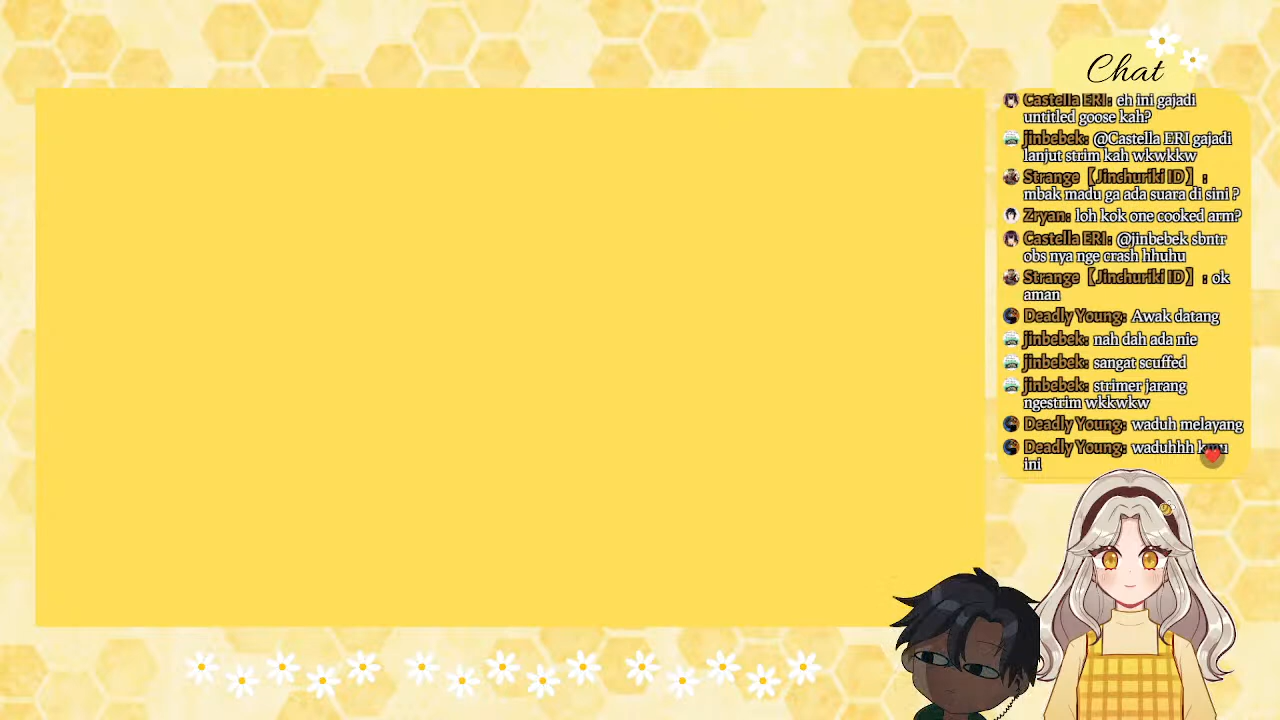 Chat
Castella ERI: eh ini gajadi
untitled goose kah?
jinbebek: @Castella ERI gajadi
lanjut strim kah wkwkkw
Strange【Jinchuriki ID】 :
mbak madu ga ada suara di sini ?
Zryan: loh kok one cooked arm?
Castella ERI: @jinbebek sbntr
obs nya nge crash hhuhu
Strange【Jinchuriki ID】 : ok
aman
Deadly Young: Awak datang
jinbebek: nah dah ada nie
jinbebek: sangat scuffed
jinbebek: strimer jarang
ngestrim wkkwkw
Deadly Young: waduh melayang
Deadly Young: waduhhh
ini